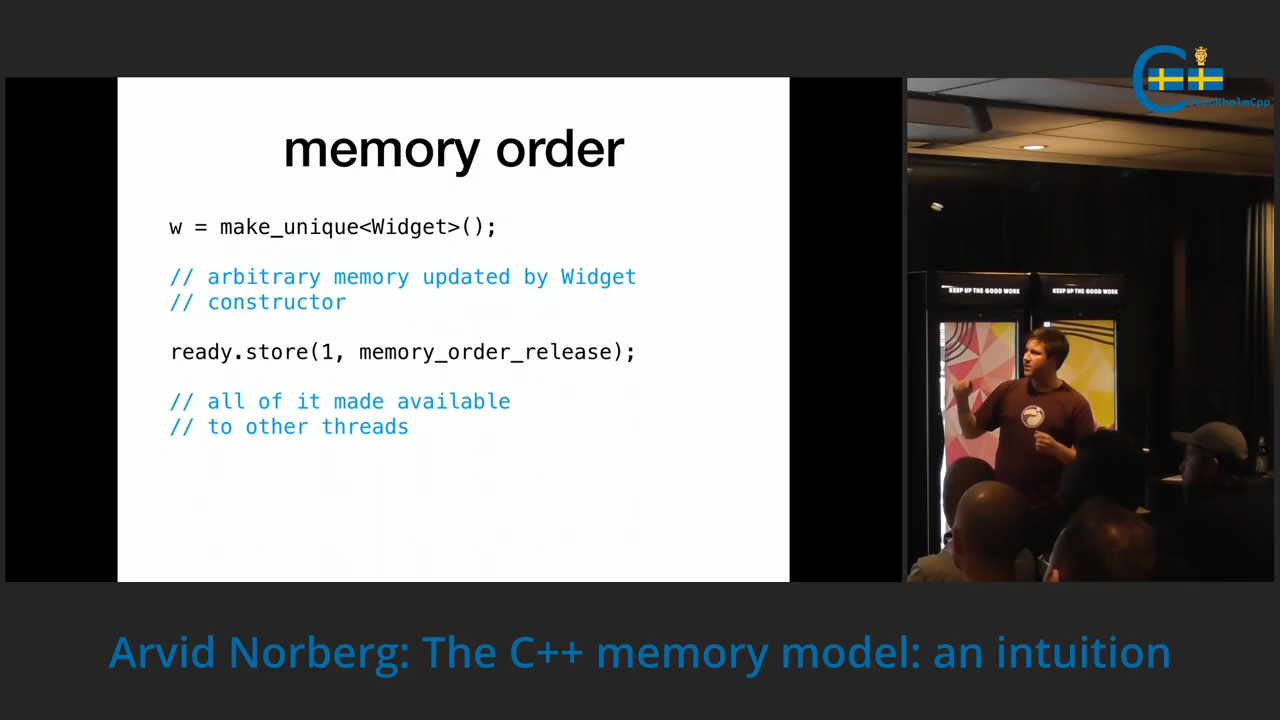 StockholmCpp
memory order
w = make_unique<Widget>();
// arbitrary memory updated by Widget
// constructor
ready.store(1, memory_order_release);
// all of it made available
// to other threads
KEEP UP THE GOOD WORK
KEEP UP THE GOOD WORK
Arvid Norberg: The C++ memory model: an intuition